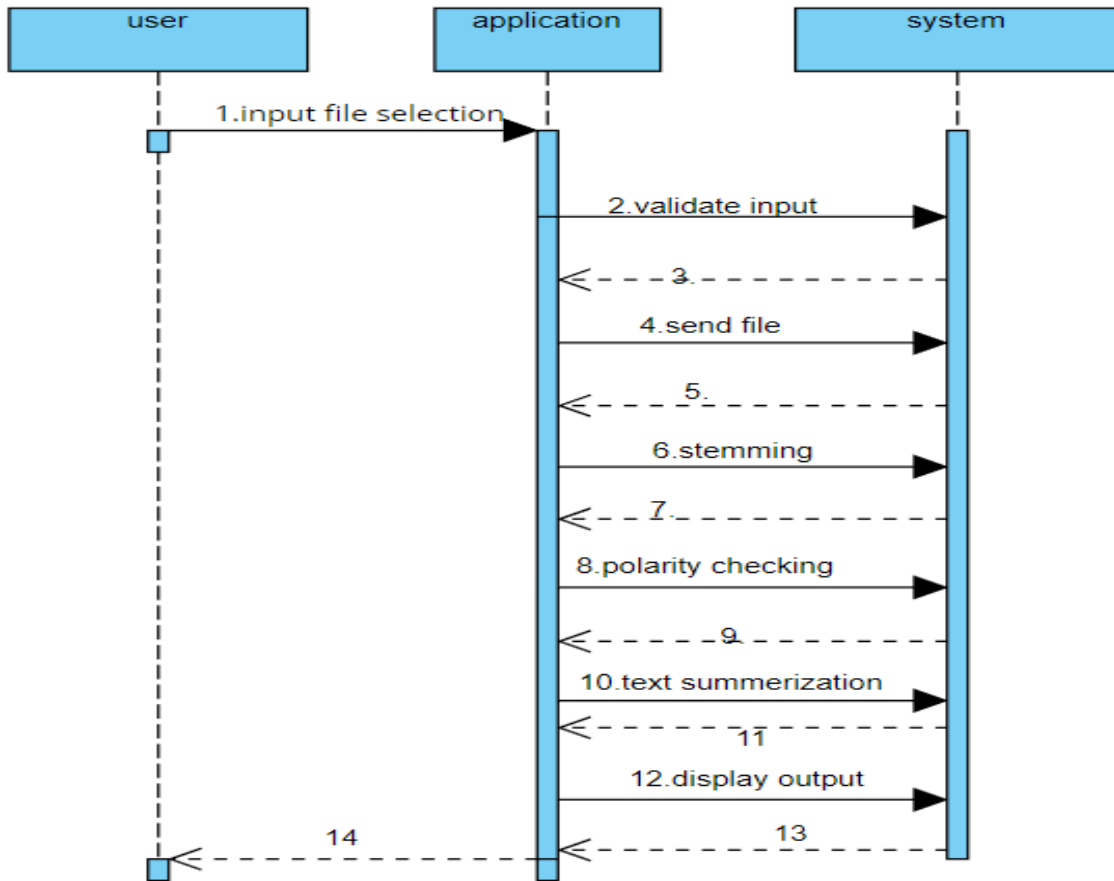 user
application
system
1.input file selection
2.validate input
3.
4.send file
5.
6.stemming
7.
8.polarity checking
9.
10.text summerization
11
12.display output
13
14